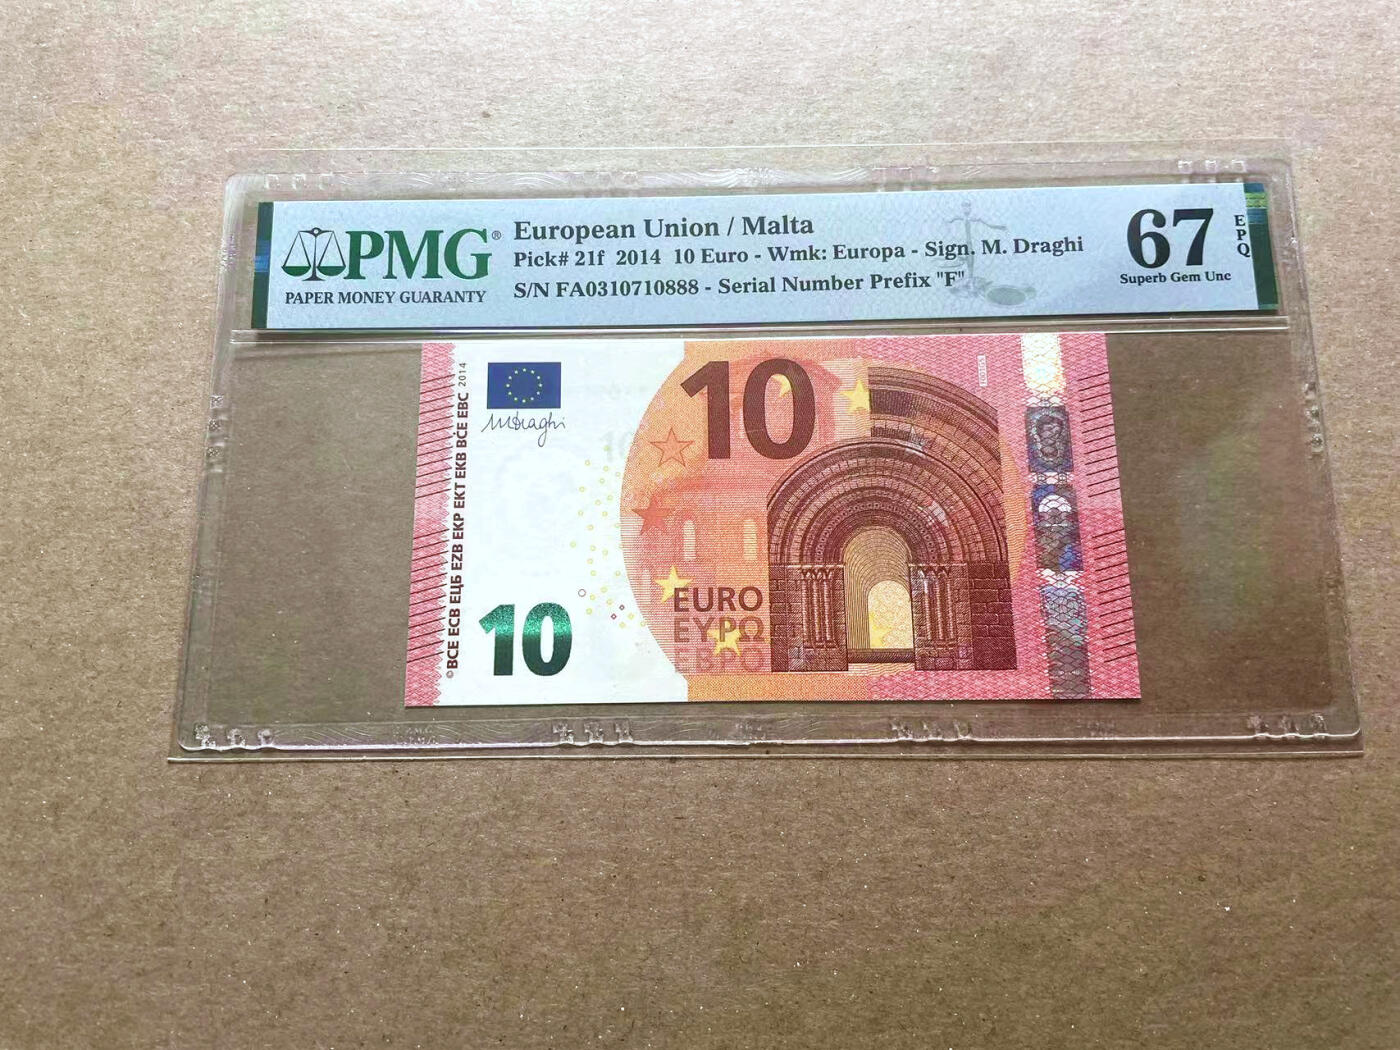 PMG®
PAPER MONEY GUARANTY
European Union / Malta
Pick# 21f 2014 10 Euro - Wmk: Europa - Sign. M. Draghi
S/N FA0310710888 - Serial Number Prefix "F"
67
EPQ
Superb Gem Unc
©BCE ECB ЕЦБ EZB EKP EKT EKB BĊE EBC 2014
MDraghi
10
10
EURO
ΕΥΡΩ
ЕВРО